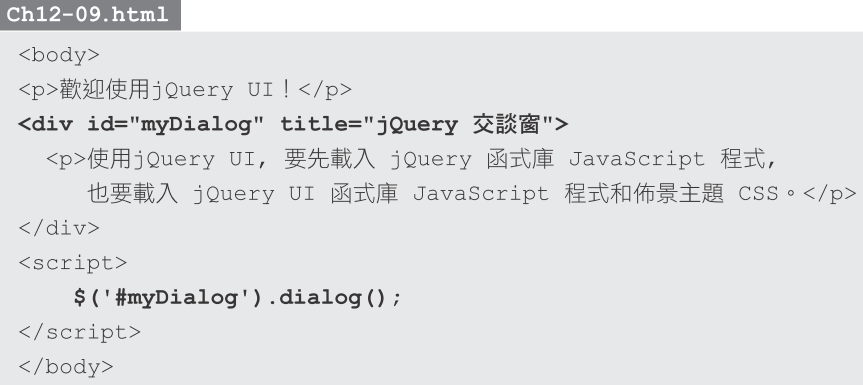 Ch12-09.html
<body>
<p>歡迎使用jQuery UI！</p>
<div id="myDialog" title="jQuery 交談窗">
<p>使用jQuery UI, 要先載入 jQuery 函式庫 JavaScript 程式,
也要載入 jQuery UI 函式庫 JavaScript 程式和佈景主題 CSS。</p>
</div>
<script>
$('#myDialog').dialog();
</script>
</body>